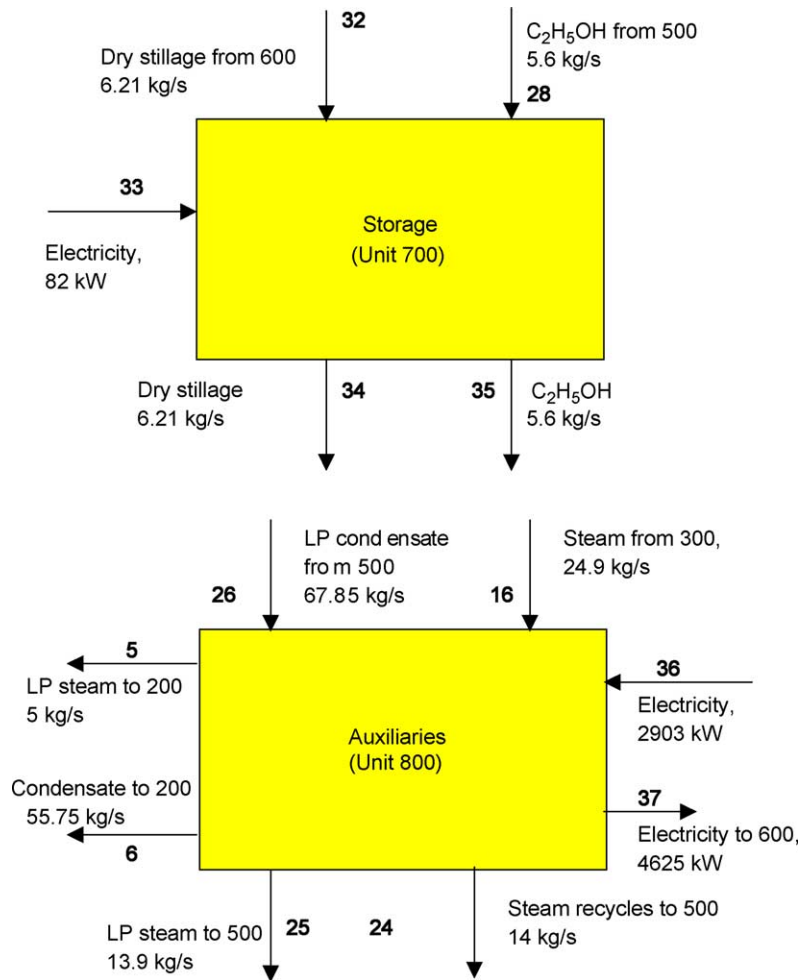 32
Dry stillage from 600
6.21 kg/s
C₂H₅OH from 500
5.6 kg/s
28
33
Electricity,
82 kW
Storage
(Unit 700)
Dry stillage
6.21 kg/s
34
35
C₂H₅OH
5.6 kg/s
LP cond ensate
fro m 500
67.85 kg/s
26
Steam from 300,
24.9 kg/s
16
5
LP steam to 200
5 kg/s
36
Electricity,
2903 kW
Auxiliaries
(Unit 800)
Condensate to 200
55.75 kg/s
6
37
Electricity to 600,
4625 kW
LP steam to 500
13.9 kg/s
25
24
Steam recycles to 500
14 kg/s